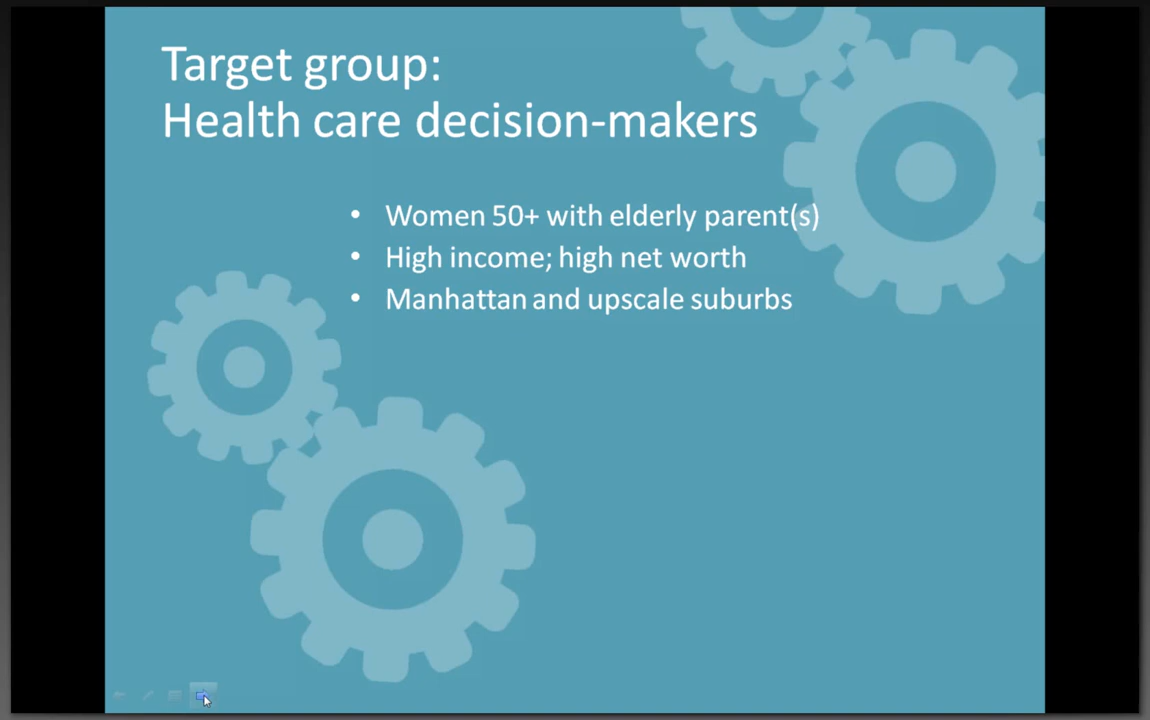 Target group:
Health care decision-makers
• Women 50+ with elderly parent(s)
• High income; high net worth
• Manhattan and upscale suburbs